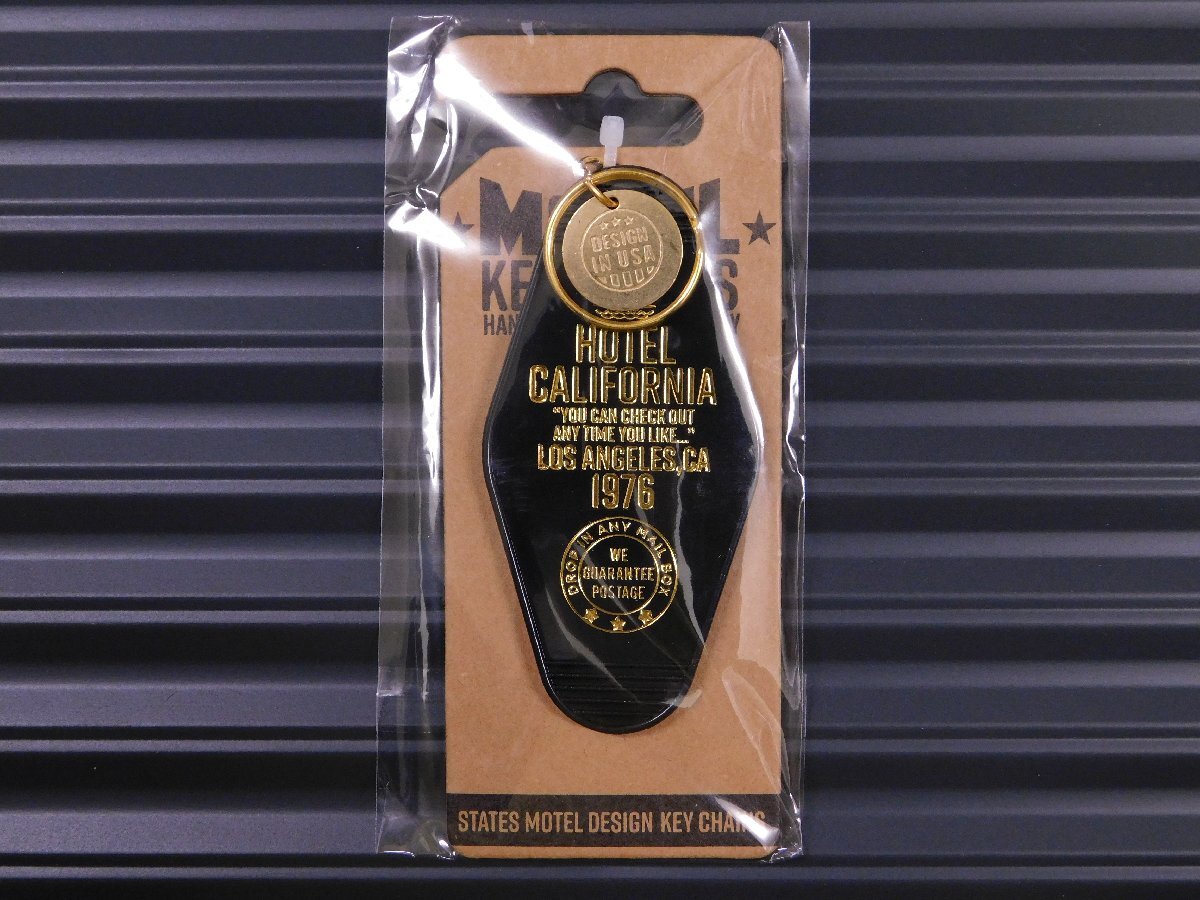 DESIGN
IN USA
HOTEL
CALIFORNIA
"YOU CAN CHECK OUT
ANY TIME YOU LIKE..."
LOS ANGELES, CA
1976
DROP IN ANY MAIL BOX
WE
GUARANTEE
POSTAGE
STATES MOTEL DESIGN KEY CHAINS